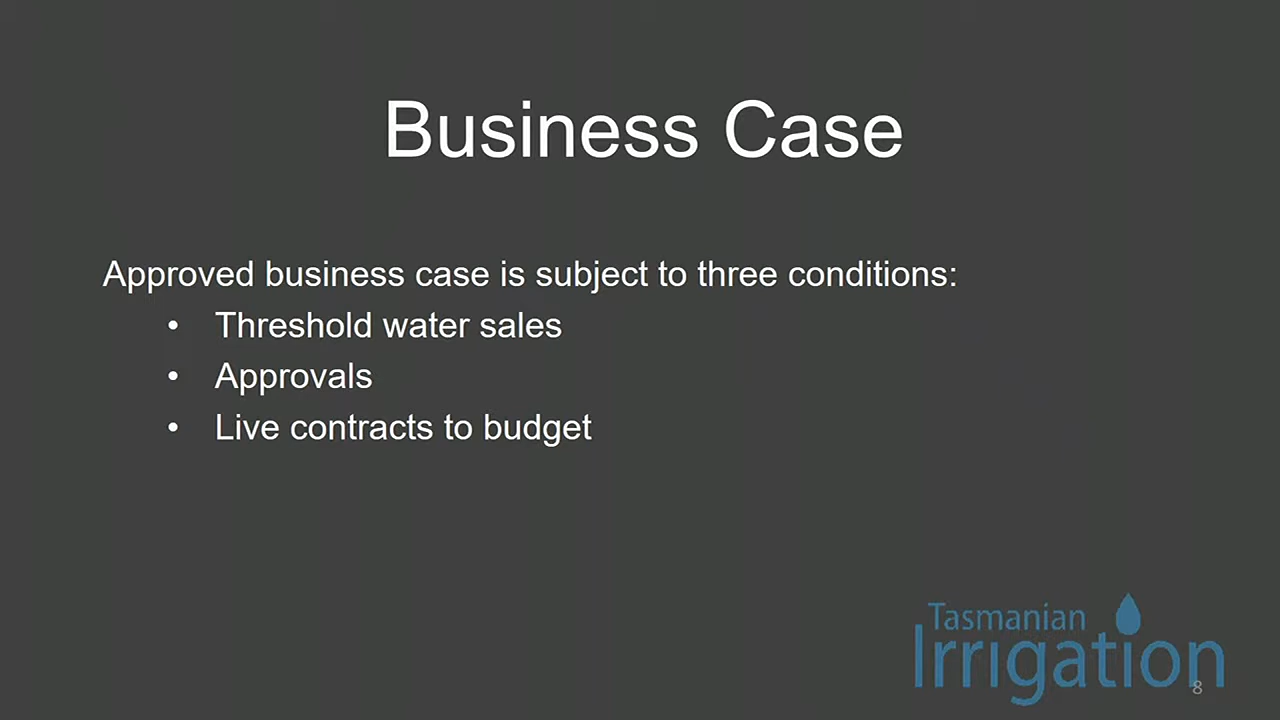 Business Case
Approved business case is subject to three conditions:
• Threshold water sales
• Approvals
• Live contracts to budget
Tasmanian
Irrigation
8